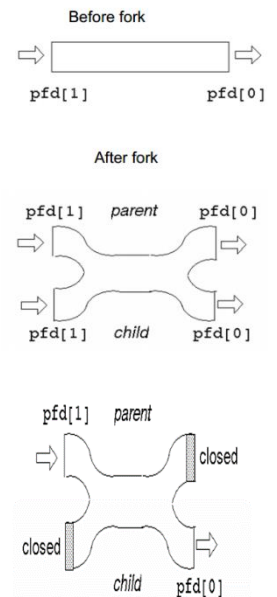 Before fork
pfd[1] pfd[0]
After fork
pfd[1] parent pfd[0]
pfd[1] child pfd[0]
pfd[1] parent
closed
closed
child pfd[0]